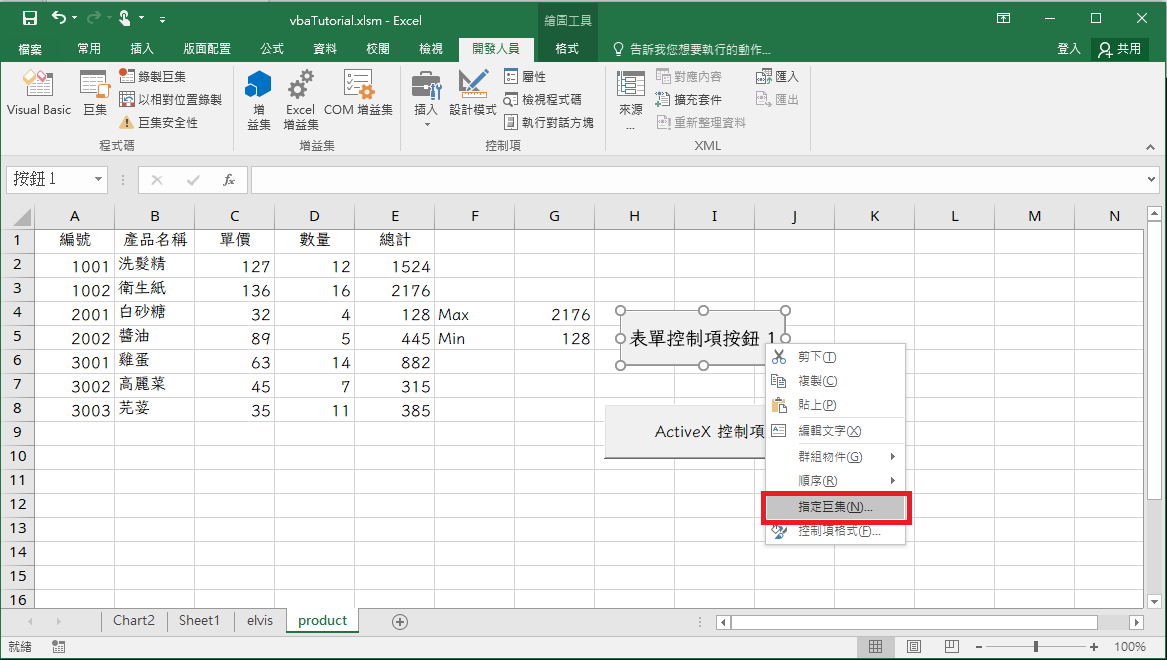 vbaTutorial.xlsm - Excel
繪圖工具
檔案 常用 插入 版面配置 公式 資料 校閱 檢視 開發人員 格式 告訴我您想要執行的動作... 登入 共用
Visual Basic 巨集 錄製巨集 以相對位置錄製 巨集安全性
增益集 Excel 增益集 COM 增益集
插入 設計模式 屬性 檢視程式碼 執行對話方塊
來源... 對應內容 擴充套件 重新整理資料 匯入 匯出
程式碼 增益集 控制項 XML
按鈕 1 fx
A B C D E F G H I J K L M N
1 編號 產品名稱 單價 數量 總計
2 1001 洗髮精 127 12 1524
3 1002 衛生紙 136 16 2176
4 2001 白砂糖 32 4 128 Max 2176
5 2002 醬油 89 5 445 Min 128
表單控制項按鈕 1
6 3001 雞蛋 63 14 882
7 3002 高麗菜 45 7 315
8 3003 芫荽 35 11 385
9
ActiveX 控制項
10
11
12
13
14
15
16
剪下(T)
複製(C)
貼上(P)
編輯文字(X)
群組物件(G)
順序(R)
指定巨集(N)...
控制項格式(F)...
Chart2 Sheet1 elvis product
就緒 100%